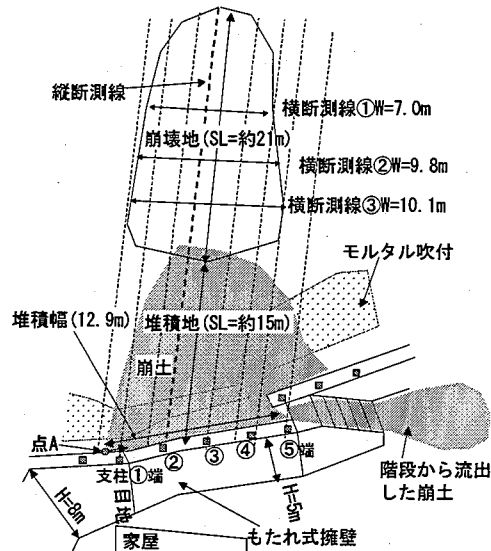 縦断測線
横断測線①W=7.0m
崩壊地(SL=約21m)
横断測線②W=9.8m
横断測線③W=10.1m
モルタル吹付
堆積幅(12.9m)
堆積地(SL=約15m)
崩土
点A
支柱
①端
②
③
④
⑤端
目地
階段から流出
した崩土
H=8m
H=5m
もたれ式擁壁
家屋